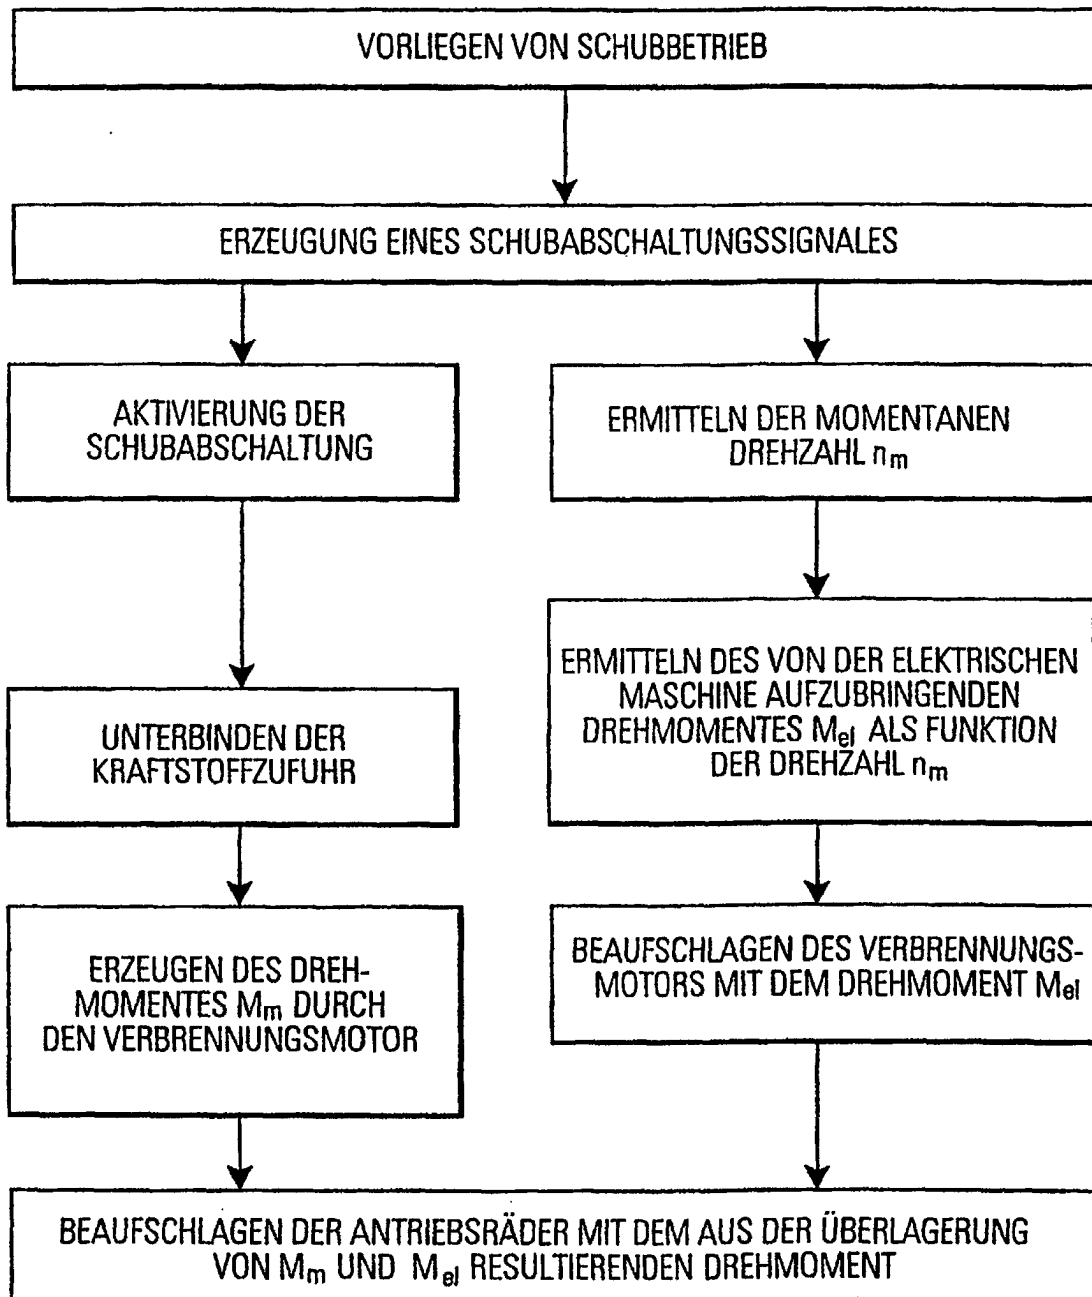 VORLIEGEN VON SCHUBBETRIEB
ERZEUGUNG EINES SCHUBABSCHALTUNGSSIGNALES
AKTIVIERUNG DER
SCHUBABSCHALTUNG
UNTERBINDEN DER
KRAFTSTOFFZUFUHR
ERZEUGEN DES DREH-
MOMENTES Mm DURCH
DEN VERBRENNUNGSMOTOR
ERMITTELN DER MOMENTANEN
DREHZAHL nm
ERMITTELN DES VON DER ELEKTRISCHEN
MASCHINE AUFZUBRINGENDEN
DREHMOMENTES Mel ALS FUNKTION
DER DREHZAHL nm
BEAUFSCHLAGEN DES VERBRENNUNGS-
MOTORS MIT DEM DREHMOMENT Mel
BEAUFSCHLAGEN DER ANTRIEBSRÄDER MIT DEM AUS DER ÜBERLAGERUNG
VON Mm UND Mel RESULTIERENDEN DREHMOMENT